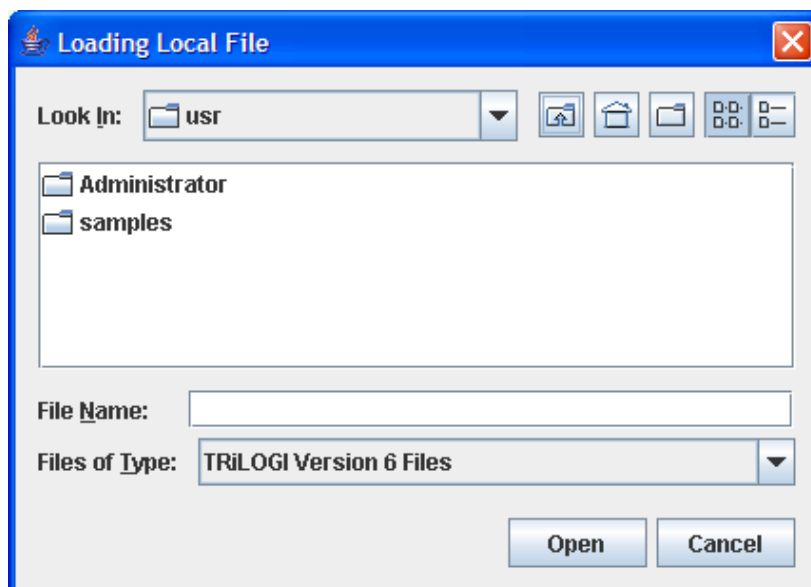 Loading Local File
Look In: usr
Administrator
samples
File Name:
Files of Type: TRiLOGI Version 6 Files
Open Cancel